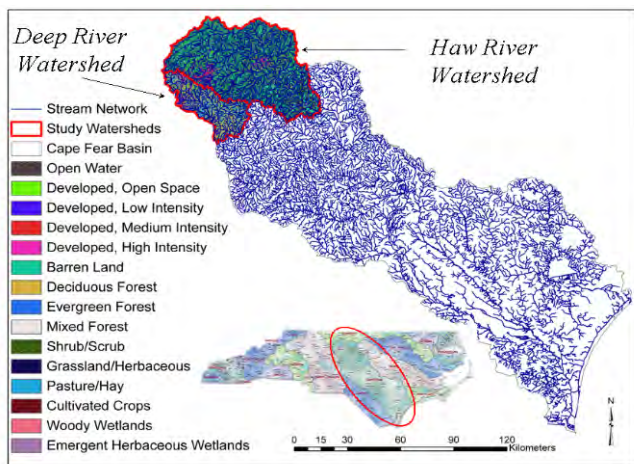 Deep River
Watershed
Haw River
Watershed
Stream Network
Study Watersheds
Cape Fear Basin
Open Water
Developed, Open Space
Developed, Low Intensity
Developed, Medium Intensity
Developed, High Intensity
Barren Land
Deciduous Forest
Evergreen Forest
Mixed Forest
Shrub/Scrub
Grassland/Herbaceous
Pasture/Hay
Cultivated Crops
Woody Wetlands
Emergent Herbaceous Wetlands
N
0 15 30 60 90 120
Kilometers